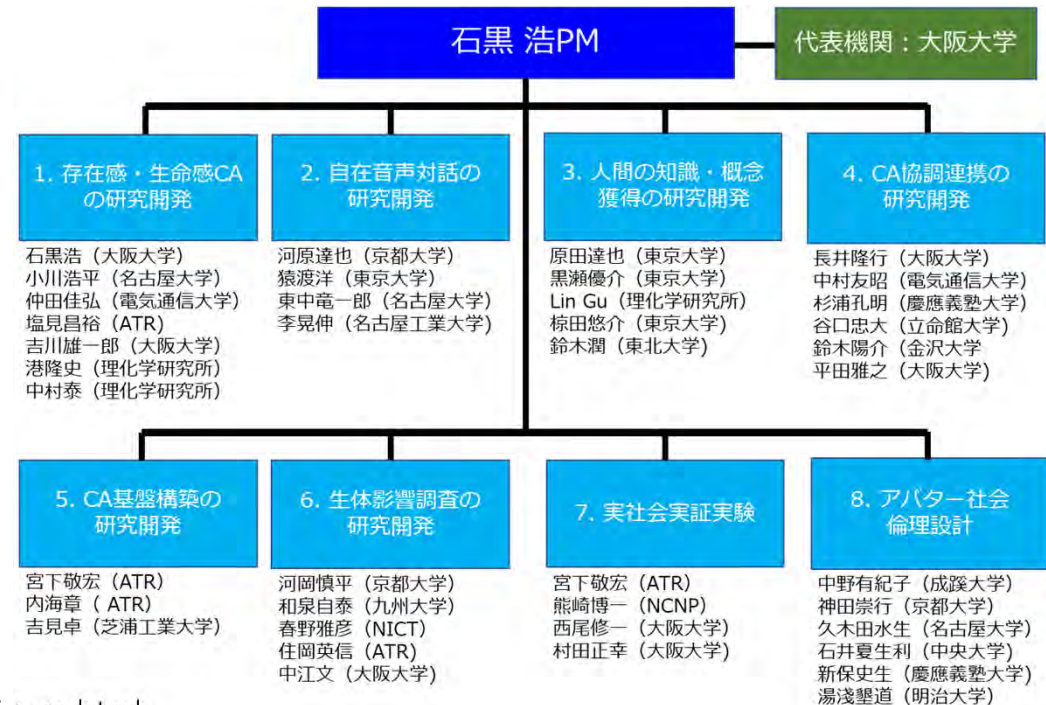 石黒 浩PM
代表機関：大阪大学
1. 存在感・生命感CA
の研究開発
石黒浩（大阪大学）
小川浩平（名古屋大学）
仲田佳弘（電気通信大学）
塩見昌裕（ATR）
吉川雄一郎（大阪大学）
港隆史（理化学研究所）
中村泰（理化学研究所）
2. 自在音声対話の
研究開発
河原達也（京都大学）
猿渡洋（東京大学）
東中竜一郎（名古屋大学）
李晃伸（名古屋工業大学）
3. 人間の知識・概念
獲得の研究開発
原田達也（東京大学）
黒瀬優介（東京大学）
Lin Gu（理化学研究所）
椋田悠介（東京大学）
鈴木潤（東北大学）
4. CA協調連携の
研究開発
長井隆行（大阪大学）
中村友昭（電気通信大学）
杉浦孔明（慶應義塾大学）
谷口忠大（立命館大学）
鈴木陽介（金沢大学
平田雅之（大阪大学）
5. CA基盤構築の
研究開発
宮下敬宏（ATR）
内海章（ ATR）
吉見卓（芝浦工業大学）
6. 生体影響調査の
研究開発
河岡慎平（京都大学）
和泉自泰（九州大学）
春野雅彦（NICT）
住岡英信（ATR）
中江文（大阪大学）
7. 実社会実証実験
宮下敬宏（ATR）
熊崎博一（NCNP）
西尾修一（大阪大学）
村田正幸（大阪大学）
8. アバター社会
倫理設計
中野有紀子（成蹊大学）
神田崇行（京都大学）
久木田水生（名古屋大学）
石井夏生利（中央大学）
新保史生（慶應義塾大学）
湯淺墾道（明治大学）